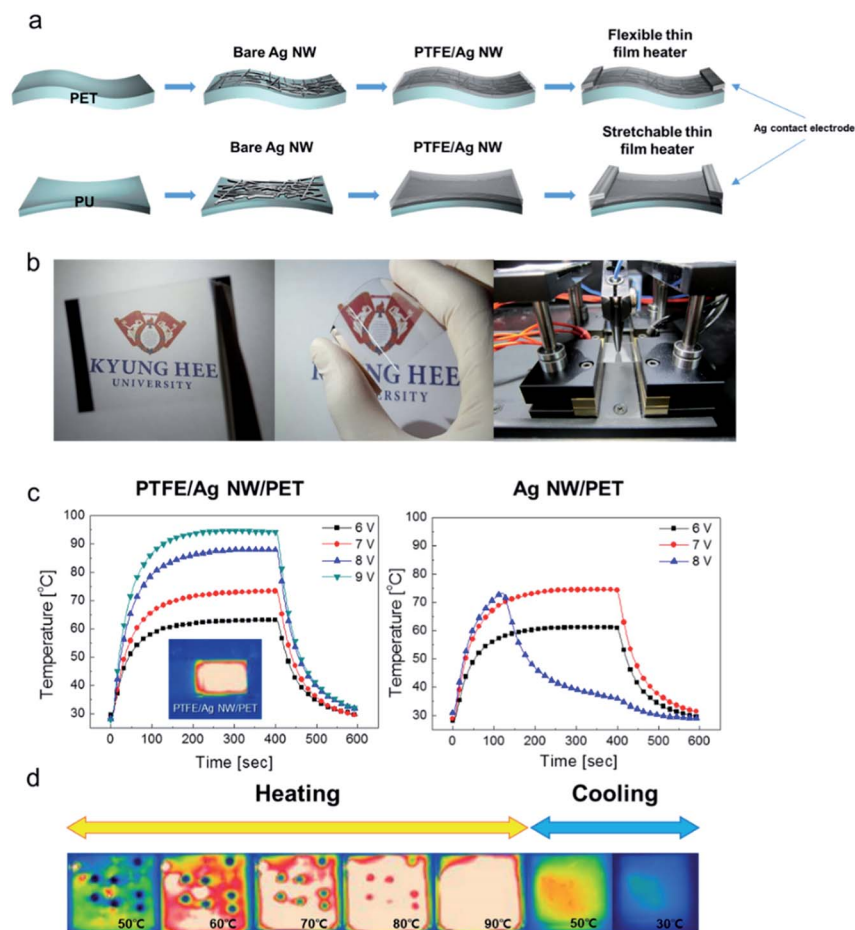 a
Bare Ag NW
PTFE/Ag NW
Flexible thin
film heater
PET
Ag contact electrode
Bare Ag NW
PTFE/Ag NW
Stretchable thin
film heater
PU
b
KYUNG HEE
UNIVERSITY
KYUNG HEE
UNIVERSITY
c
PTFE/Ag NW/PET
Temperature [°C]
100
90
80
70
60
50
40
30
6 V
7 V
8 V
9 V
PTFE/Ag NW/PET
0 100 200 300 400 500 600
Time [sec]
Ag NW/PET
Temperature [°C]
100
90
80
70
60
50
40
30
6 V
7 V
8 V
0 100 200 300 400 500 600
Time [sec]
d
Heating
Cooling
50℃ 60℃ 70℃ 80℃ 90℃ 50℃ 30℃